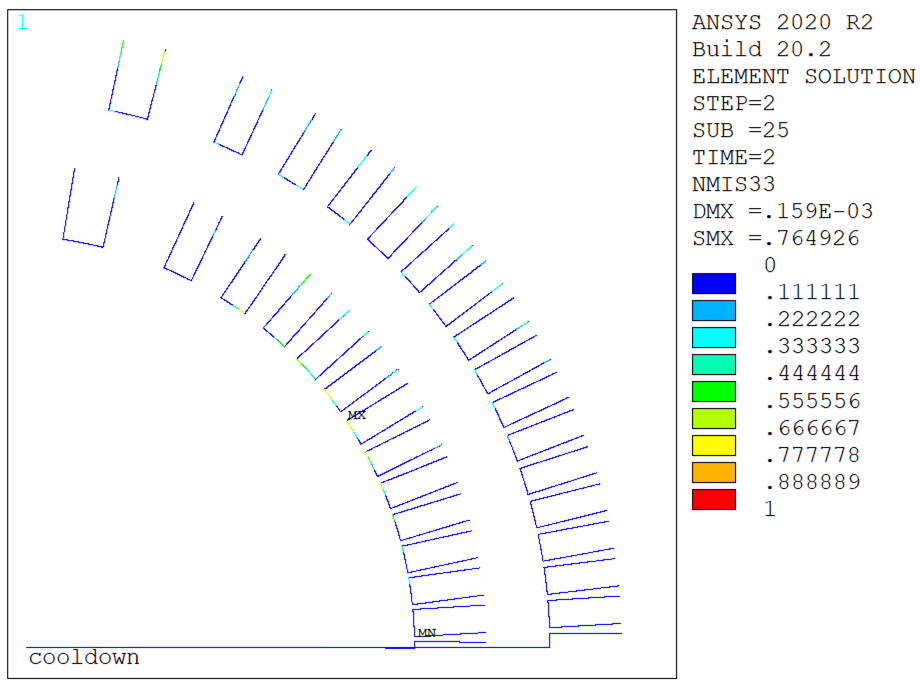 1
ANSYS 2020 R2
Build 20.2
ELEMENT SOLUTION
STEP=2
SUB =25
TIME=2
NMIS33
DMX =.159E-03
SMX =.764926
0
.111111
.222222
.333333
.444444
.555556
.666667
.777778
.888889
1
MX
MN
cooldown